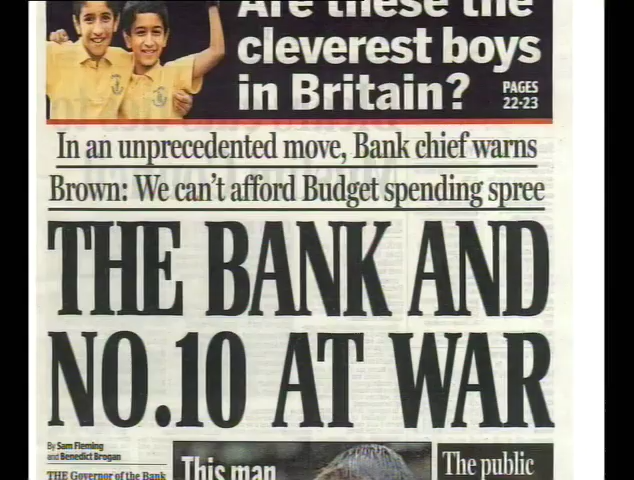 Are these the
cleverest boys
in Britain?
PAGES
22-23
In an unprecedented move, Bank chief warns
Brown: We can't afford Budget spending spree
THE BANK AND
NO.10 AT WAR
By Sam Fleming
and Benedict Brogan
THE Governor of the Bank
This man
The public